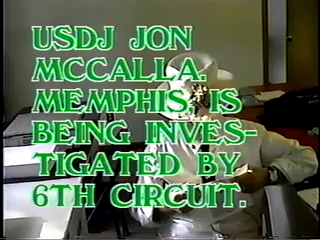 USDJ JON
MCCALLA.
MEMPHIS, IS
BEING INVES-
TIGATED BY
6TH CIRCUIT.